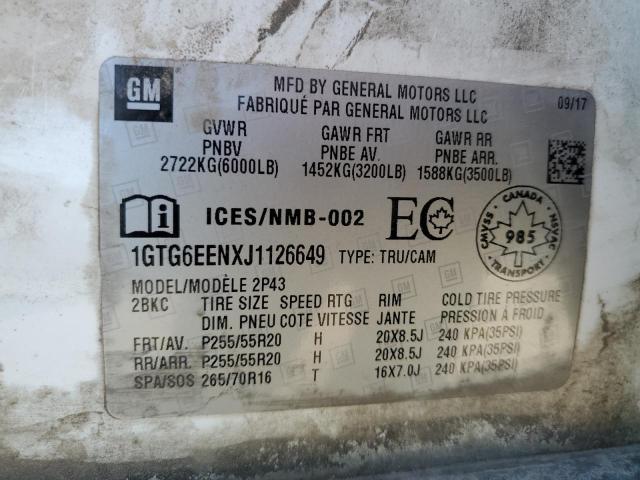 GM
MFD BY GENERAL MOTORS LLC
FABRIQUÉ PAR GENERAL MOTORS LLC
09/17
GVWR GAWR FRT GAWR RR
PNBV PNBE AV. PNBE ARR.
2722KG(6000LB) 1452KG(3200LB) 1588KG(3500LB)
i ICES/NMB-002 EC
CANADA
CMVSS NSVAC
985
TRANSPORT
1GTG6EENXJ1126649 TYPE: TRU/CAM
MODEL/MODÈLE 2P43
2BKC TIRE SIZE SPEED RTG RIM COLD TIRE PRESSURE
DIM. PNEU COTE VITESSE JANTE PRESSION À FROID
FRT/AV. P255/55R20 H 20X8.5J 240 KPA(35PSI)
RR/ARR. P255/55R20 H 20X8.5J 240 KPA(35PSI)
SPA/SOS 265/70R16 T 16X7.0J 240 KPA(35PSI)